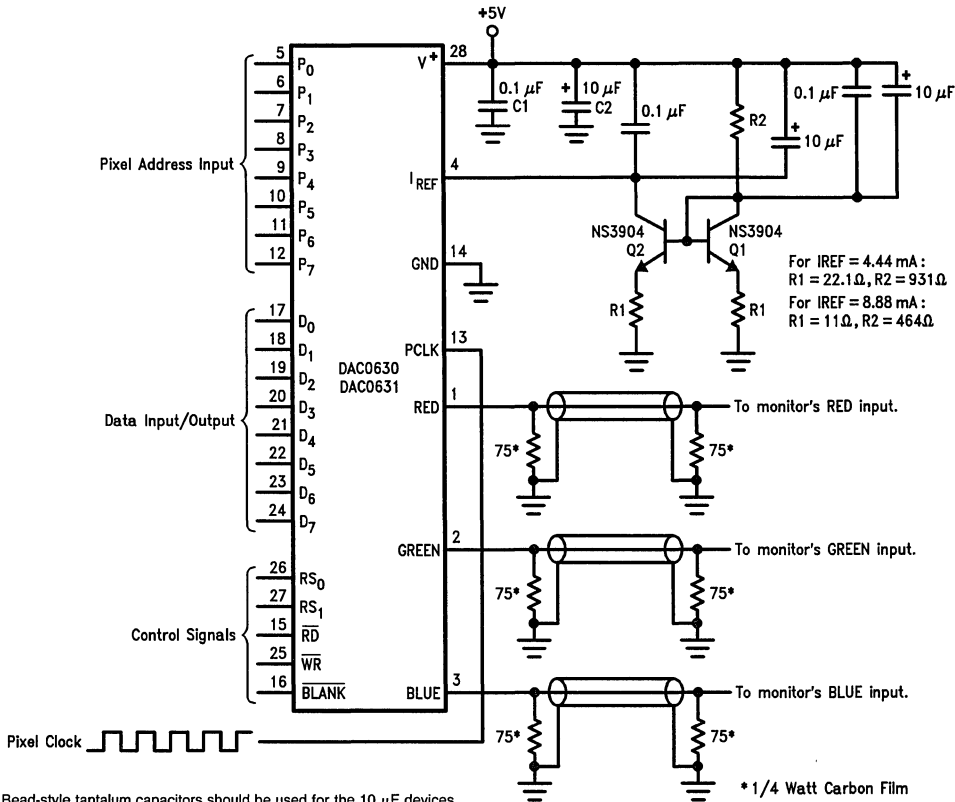 +5V
5 P0
6 P1
7 P2
8 P3
9 P4
10 P5
11 P6
12 P7
Pixel Address Input
17 D0
18 D1
19 D2
20 D3
21 D4
22 D5
23 D6
24 D7
Data Input/Output
26 RS0
27 RS1
15 RD
25 WR
16 BLANK
Control Signals
Pixel Clock
DAC0630
DAC0631
V+ 28
IREF 4
GND 14
PCLK 13
RED 1
GREEN 2
BLUE 3
0.1 μF
C1
+ 10 μF
C2
0.1 μF
R2
+
10 μF
0.1 μF
+
10 μF
NS3904
Q2
NS3904
Q1
R1
R1
For IREF = 4.44 mA:
R1 = 22.1Ω, R2 = 931Ω
For IREF = 8.88 mA:
R1 = 11Ω, R2 = 464Ω
75*
75*
To monitor's RED input.
75*
75*
To monitor's GREEN input.
75*
75*
To monitor's BLUE input.
*1/4 Watt Carbon Film
Bead-style tantalum capacitors should be used for the 10 μF devices